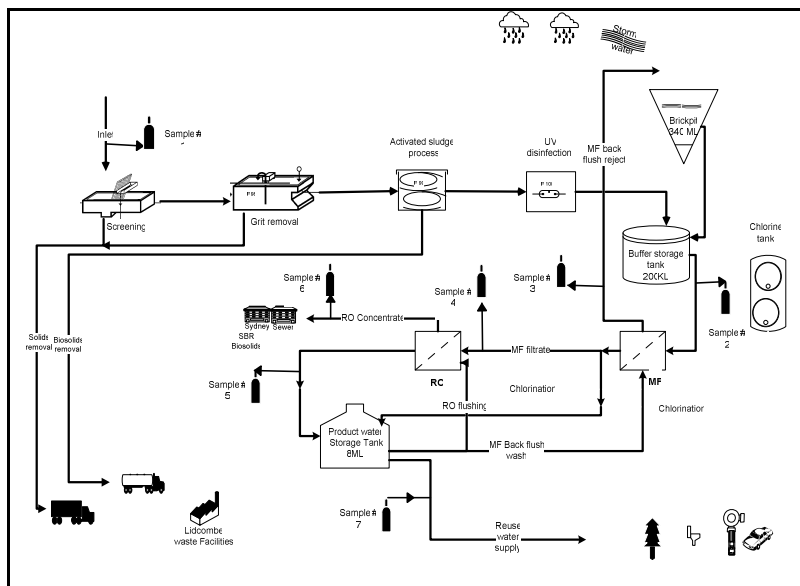 Storm
water
Inlet
Sample #
Activated sludge
process
UV
disinfection
MF back
flush reject
Brickpit
340 ML
F 100
Screening
Grit removal
Chlorine
tank
Buffer storage
tank
200KL
Sample #
6
Sample #
4
Sample #
3
Sample #
2
Sydney Sewer
SBR
Biosolids
RO Concentrate
Solids
removal
Biosolids
removal
MF filtrate
RC
MF
Sample #
5
Chlorination
Chlorination
RO flushing
Product water
Storage Tank
8ML
MF Back flush
wash
Sample #
7
Lidcombe
waste Facilities
Reuse
water
supply